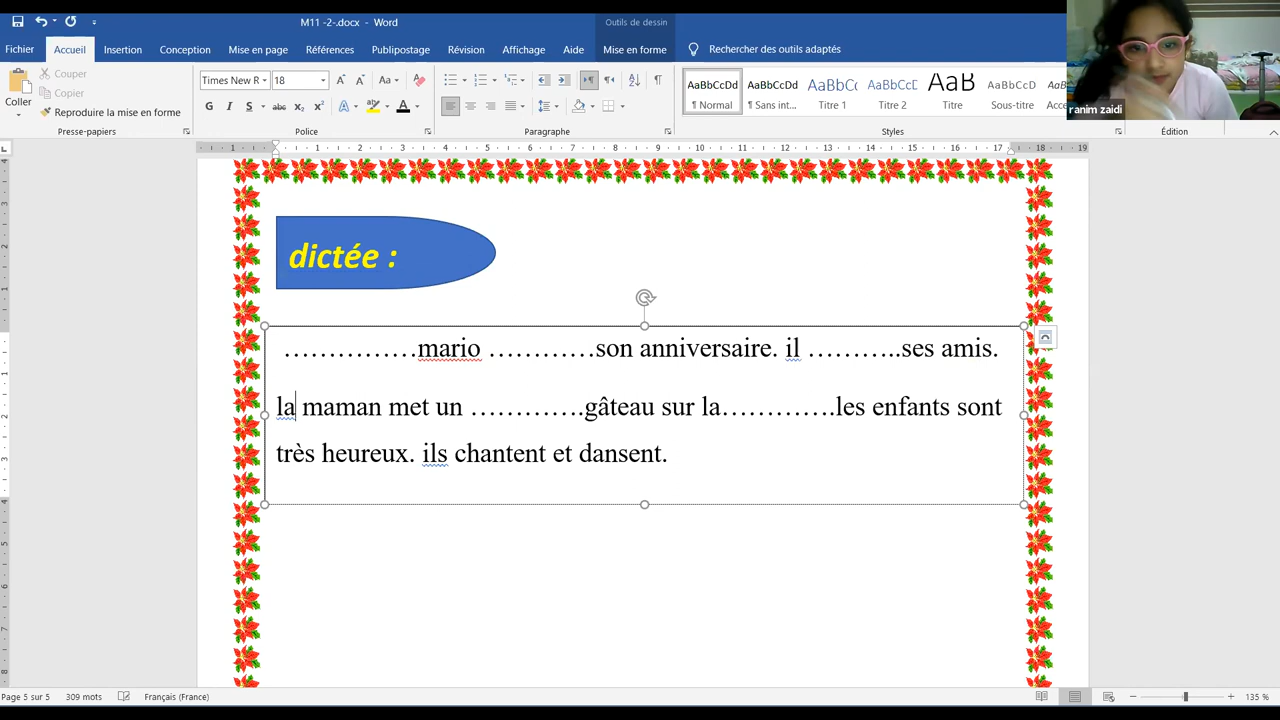 M11 -2-.docx - Word
Outils de dessin
Fichier Accueil Insertion Conception Mise en page Références Publipostage Révision Affichage Aide Mise en forme Rechercher des outils adaptés
Coller
Couper
Copier
Reproduire la mise en forme
Times New R 18
AaBbCcDd AaBbCcDd AaBbCc AaBbCcE AaB AaBbCcD
¶ Normal ¶ Sans int... Titre 1 Titre 2 Titre Sous-titre
Presse-papiers Police Paragraphe Styles Édition
ranim zaidi
dictée :
……………mario …………son anniversaire. il ………..ses amis.
la maman met un ………….gâteau sur la………….les enfants sont
très heureux. ils chantent et dansent.
Page 5 sur 5 309 mots Français (France) 135 %